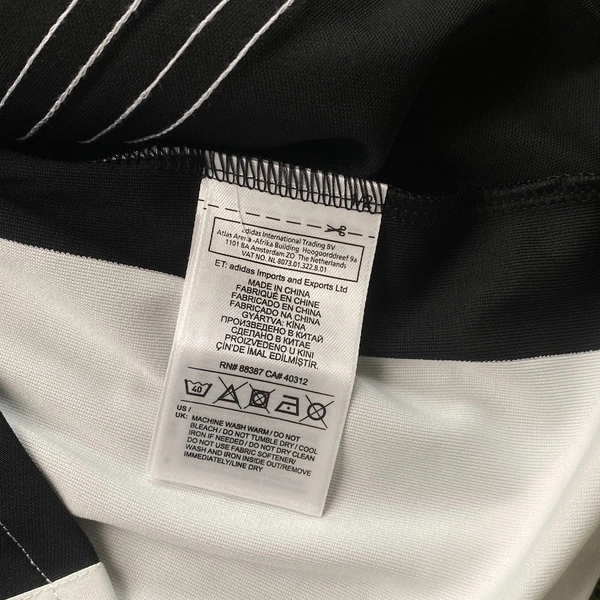 adidas International Trading BV
Atlas Arena -Afrika Building Hoogoorddreef 9a
1101 BA Amsterdam ZO The Netherlands
VAT NO. NL 8073.01.322.B.01
ET: adidas Imports and Exports Ltd
MADE IN CHINA
FABRIQUÉ EN CHINE
FABRICADO EN CHINA
FABRICADO NA CHINA
GYÁRTVA: KÍNA
ПРОИЗВЕДЕНО В КИТАЙ
СДЕЛАНО В КИТАЕ
PROIZVEDENO U KINI
ÇİN'DE İMAL EDİLMİŞTİR.
RN# 88387 CA# 40312
40
US /
UK: MACHINE WASH WARM / DO NOT
BLEACH / DO NOT TUMBLE DRY / COOL
IRON IF NEEDED / DO NOT DRY CLEAN
DO NOT USE FABRIC SOFTENER/
WASH AND IRON INSIDE OUT/REMOVE
IMMEDIATELY/LINE DRY